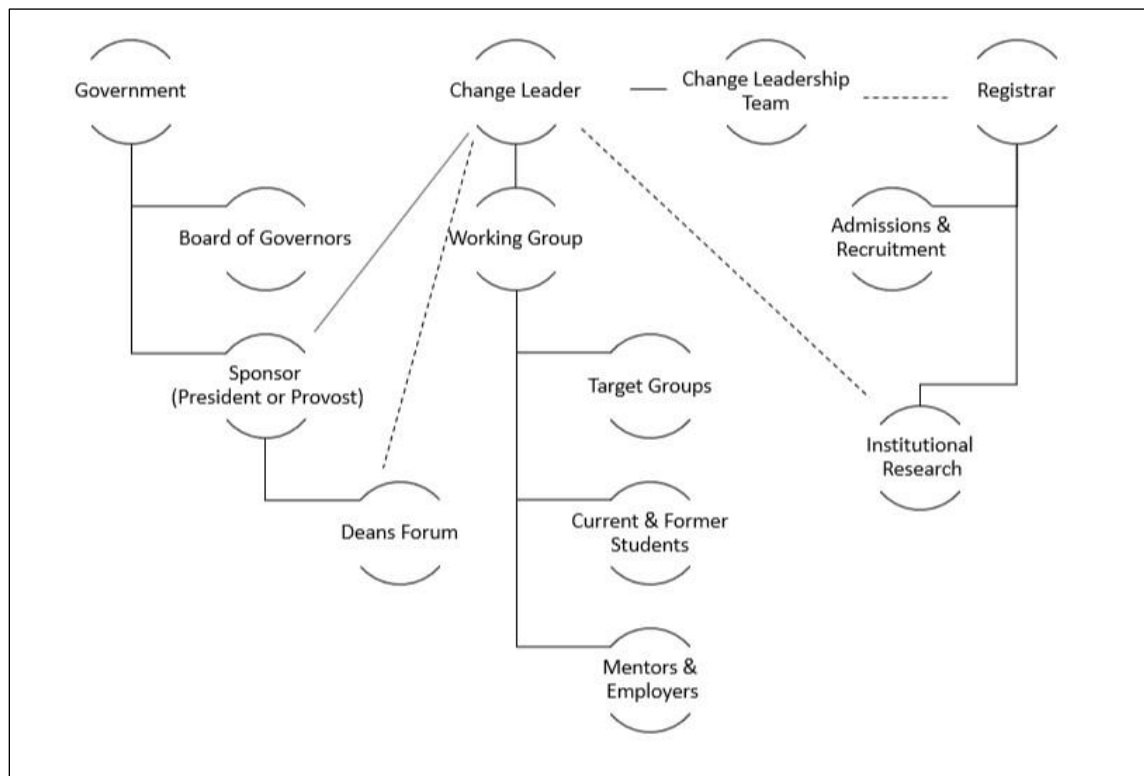 Government
Change Leader
Change Leadership
Team
Registrar
Board of Governors
Working Group
Admissions &
Recruitment
Sponsor
(President or Provost)
Target Groups
Institutional
Research
Deans Forum
Current & Former
Students
Mentors &
Employers